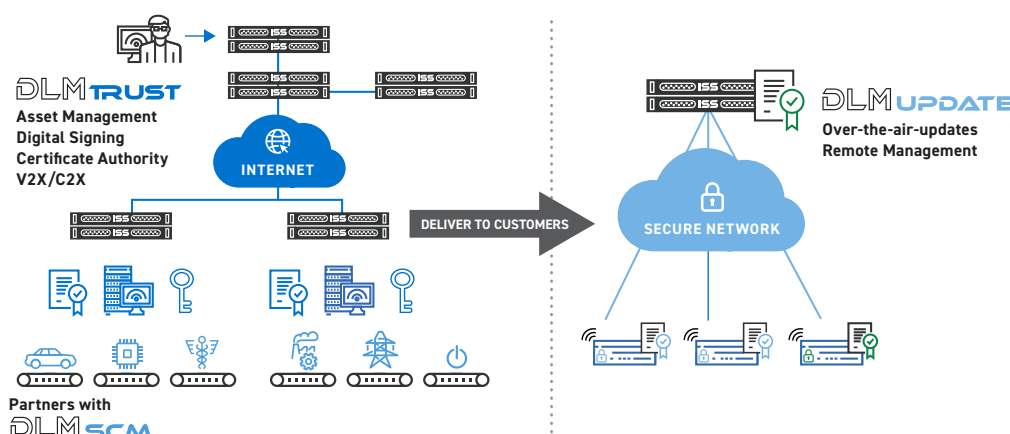 ISS
ISS
ISS
ISS
ISS
ISS
DLM TRUST
Asset Management
Digital Signing
Certificate Authority
V2X/C2X
INTERNET
ISS
ISS
ISS
ISS
Partners with
DLM SCM
DELIVER TO CUSTOMERS
ISS
ISS
DLM UPDATE
Over-the-air-updates
Remote Management
SECURE NETWORK